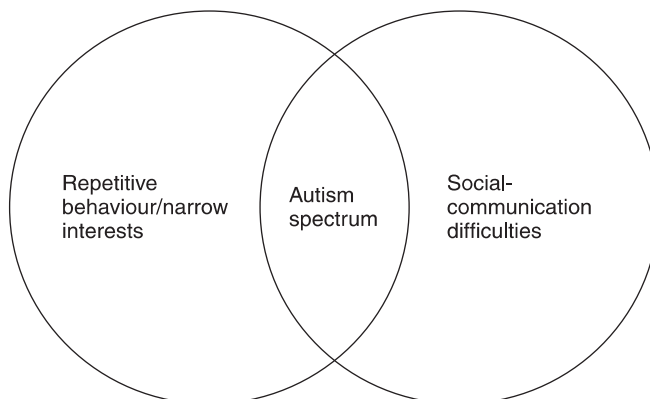 Repetitive
behaviour/narrow
interests
Autism
spectrum
Social-
communication
difficulties